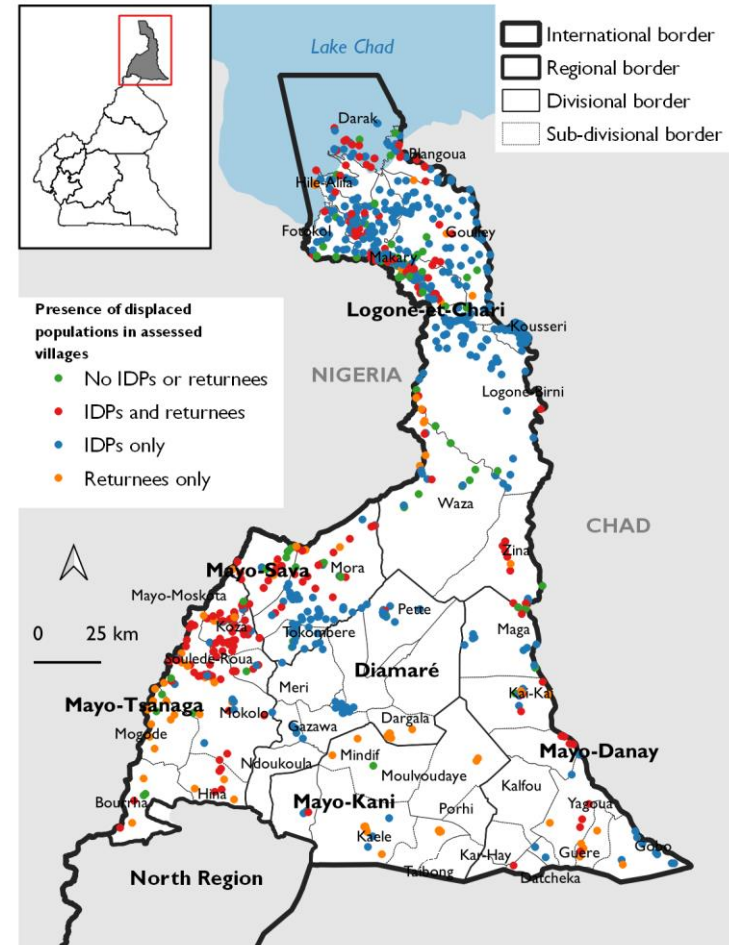 Lake Chad
International border
Regional border
Divisional border
Sub-divisional border
Darak
Blangoua
Hile-Alifa
Fotokol
Goulfey
Makary
Logone-et-Chari
Kousseri
Presence of displaced
populations in assessed
villages
No IDPs or returnees
IDPs and returnees
IDPs only
Returnees only
NIGERIA
Logone-Birni
Waza
CHAD
Zina
Mayo-Sava
Mora
Mayo-Moskota
0 25 km
Koza
Tokombere
Pette
Maga
Soulede-Roua
Diamaré
Meri
Kai-Kai
Mayo-Tsanaga
Mokolo
Gazawa
Dargala
Mogode
Mindif
Mayo-Danay
Ndoukoula
Moulvoudaye
Kalfou
Bourrha
Hina
Mayo-Kani
Porhi
Yagoua
Kaele
Kar-Hay
Guere
Gobo
Taibong
Datcheka
North Region